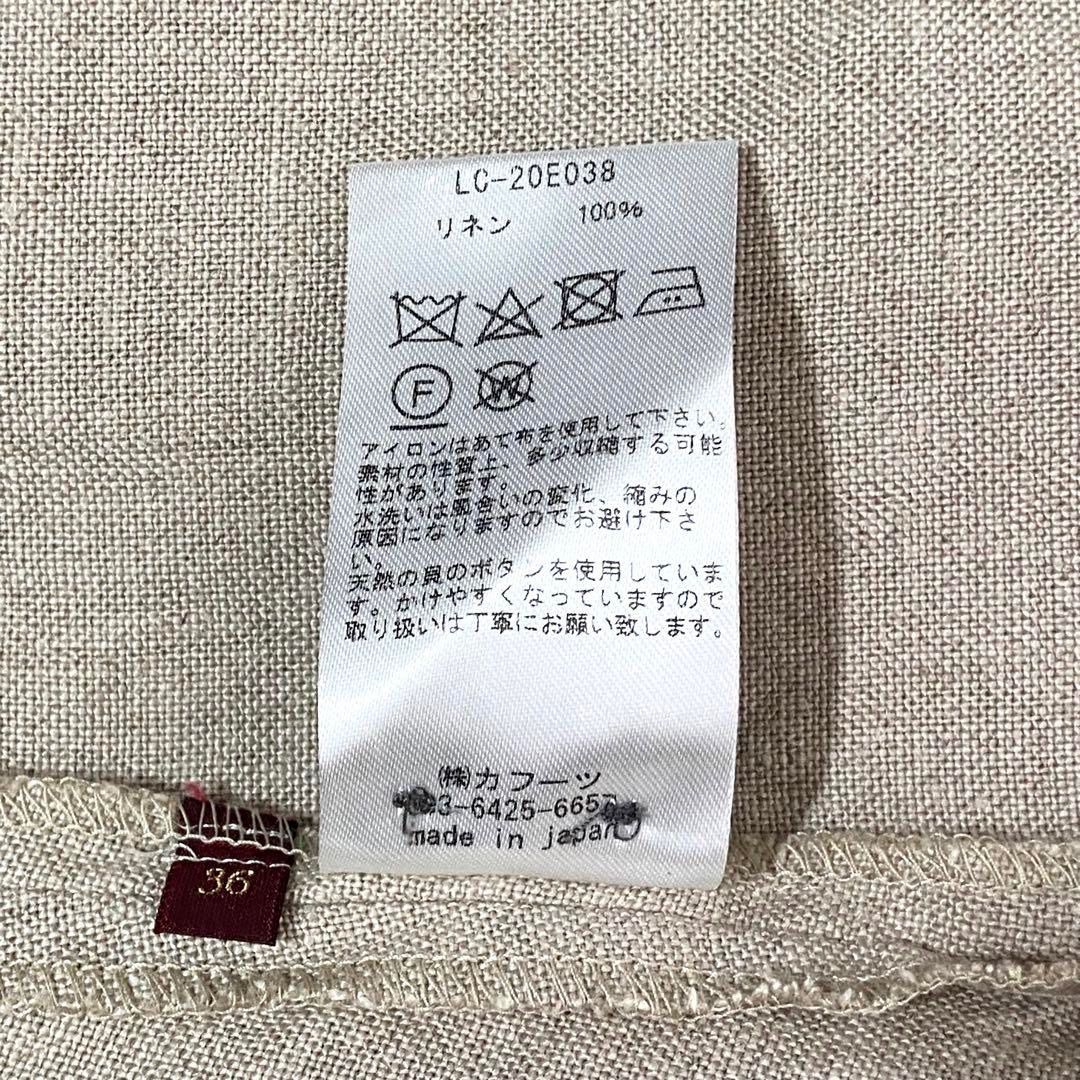 LC-20E038
リネン 100%
F
W
アイロンはあて布を使用して下さい。
素材の性質上、多少収縮する可能
性があります。
水洗いは風合いの変化、縮みの
原因になりますのでお避け下さ
い。
天然の貝のボタンを使用していま
す。かけやすくなっていますので
取り扱いは丁寧にお願い致します。
㈱カフーツ
3-6425-6657
made in japan
36